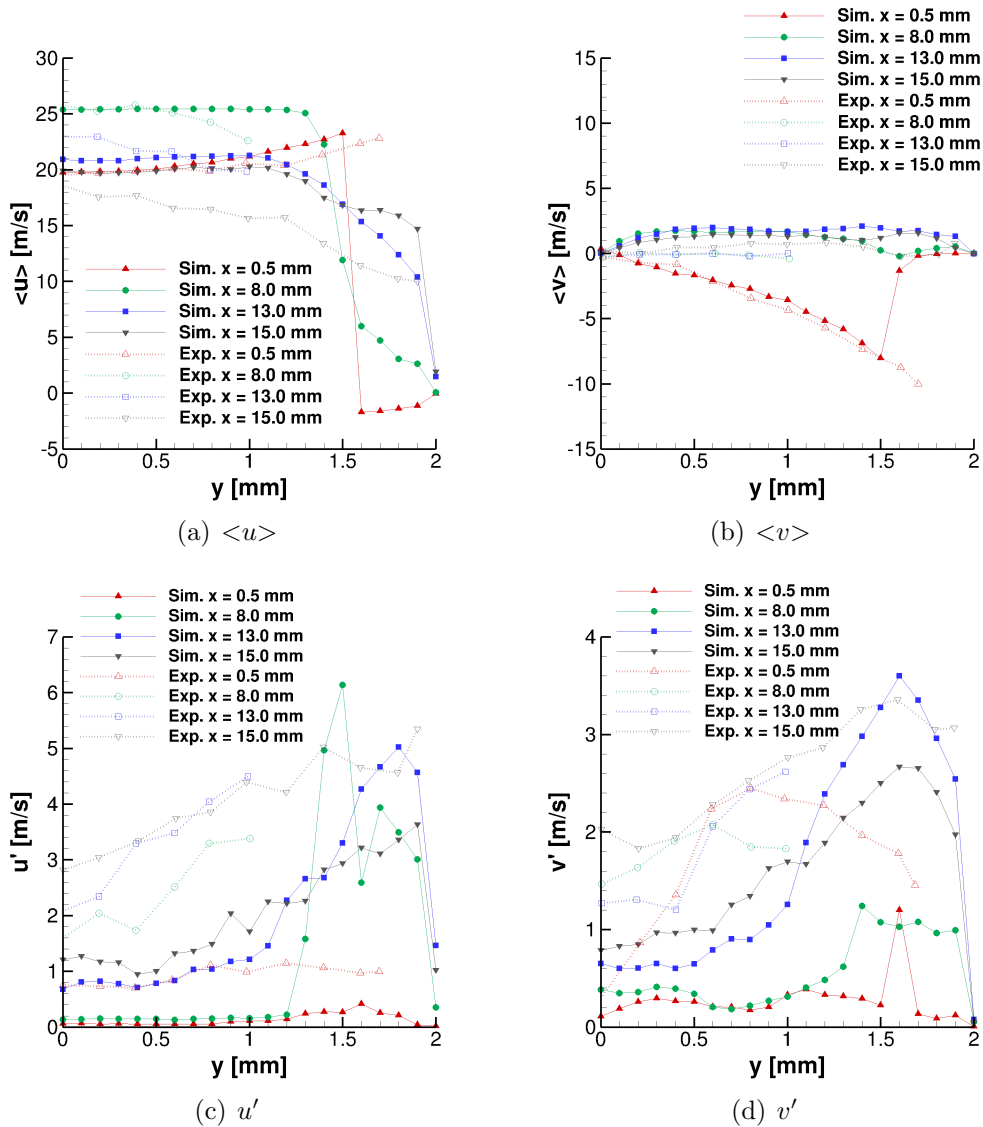 <u> [m/s]
30
25
20
15
10
5
0
-5
Sim. x = 0.5 mm
Sim. x = 8.0 mm
Sim. x = 13.0 mm
Sim. x = 15.0 mm
Exp. x = 0.5 mm
Exp. x = 8.0 mm
Exp. x = 13.0 mm
Exp. x = 15.0 mm
0 0.5 1 1.5 2
y [mm]
(a) <u>
Sim. x = 0.5 mm
Sim. x = 8.0 mm
Sim. x = 13.0 mm
Sim. x = 15.0 mm
Exp. x = 0.5 mm
Exp. x = 8.0 mm
Exp. x = 13.0 mm
Exp. x = 15.0 mm
<v> [m/s]
15
10
5
0
-5
-10
-15
0 0.5 1 1.5 2
y [mm]
(b) <v>
Sim. x = 0.5 mm
Sim. x = 8.0 mm
Sim. x = 13.0 mm
Sim. x = 15.0 mm
Exp. x = 0.5 mm
Exp. x = 8.0 mm
Exp. x = 13.0 mm
Exp. x = 15.0 mm
u' [m/s]
7
6
5
4
3
2
1
0
0 0.5 1 1.5 2
y [mm]
(c) u′
Sim. x = 0.5 mm
Sim. x = 8.0 mm
Sim. x = 13.0 mm
Sim. x = 15.0 mm
Exp. x = 0.5 mm
Exp. x = 8.0 mm
Exp. x = 13.0 mm
Exp. x = 15.0 mm
v' [m/s]
4
3
2
1
0
0 0.5 1 1.5 2
y [mm]
(d) v′